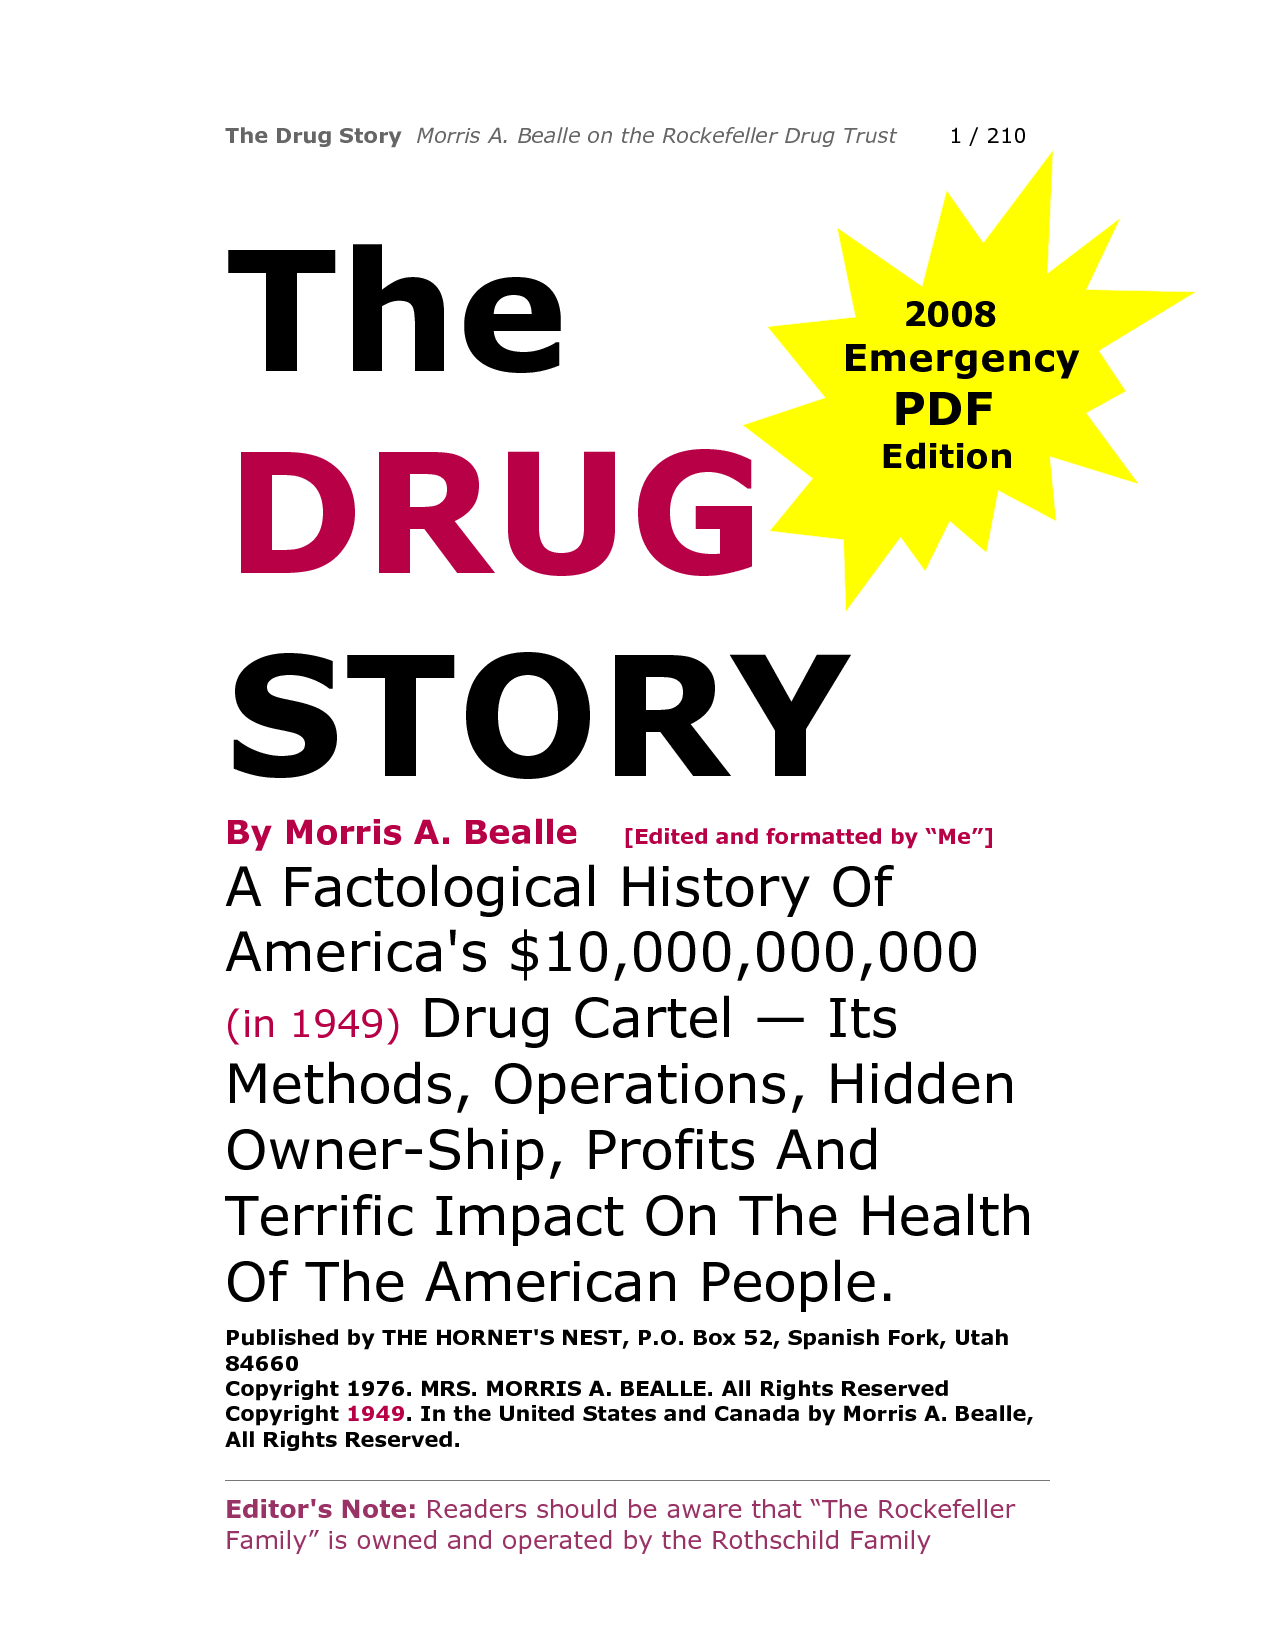 The Drug Story Morris A. Bealle on the Rockefeller Drug Trust 1 / 210
The
DRUG
STORY
2008
Emergency
PDF
Edition
By Morris A. Bealle [Edited and formatted by “Me”]
A Factological History Of
America's $10,000,000,000
(in 1949) Drug Cartel — Its
Methods, Operations, Hidden
Owner-Ship, Profits And
Terrific Impact On The Health
Of The American People.
Published by THE HORNET'S NEST, P.O. Box 52, Spanish Fork, Utah
84660
Copyright 1976. MRS. MORRIS A. BEALLE. All Rights Reserved
Copyright 1949. In the United States and Canada by Morris A. Bealle,
All Rights Reserved.
Editor's Note: Readers should be aware that “The Rockefeller
Family” is owned and operated by the Rothschild Family